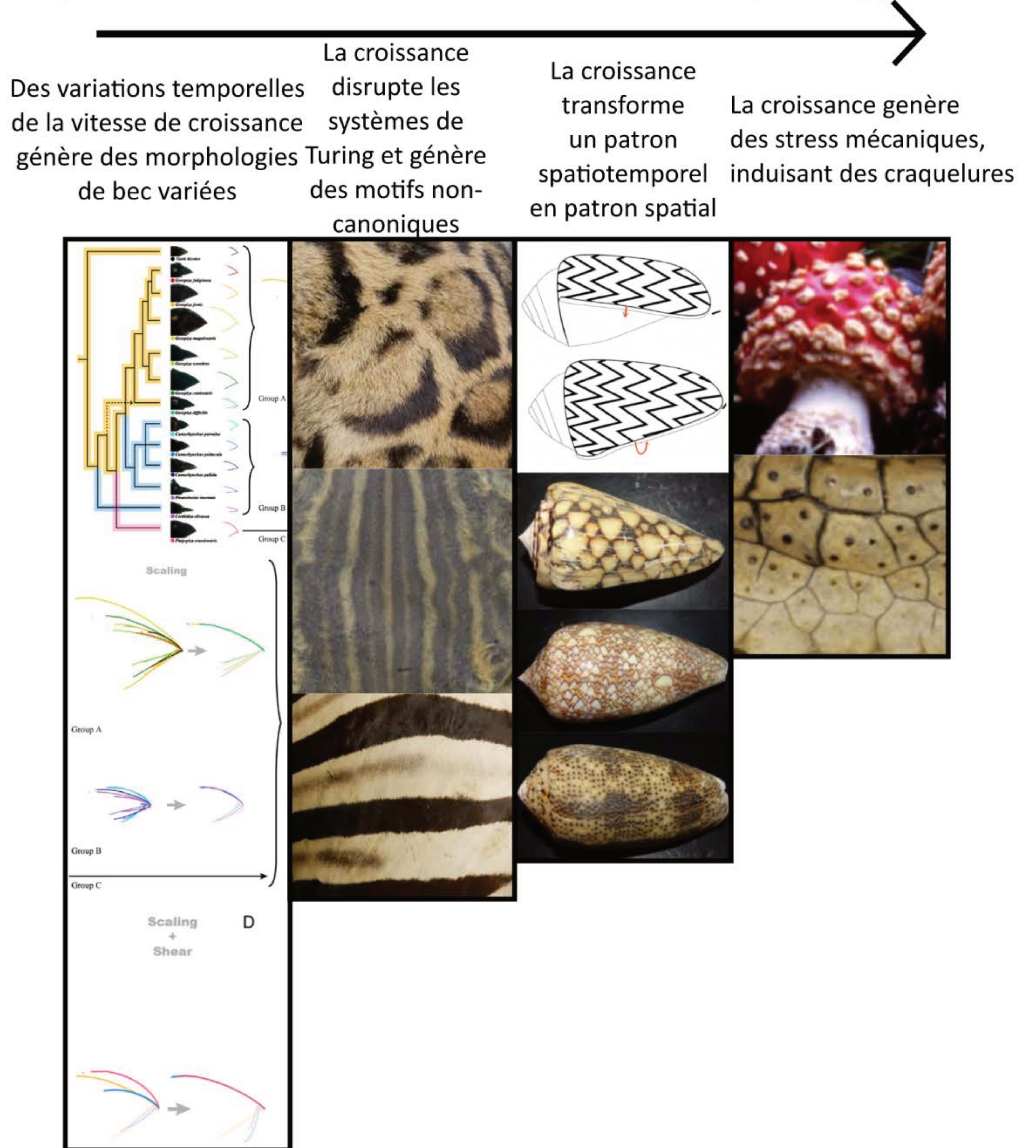 Des variations temporelles
de la vitesse de croissance
génère des morphologies
de bec variées
La croissance
disrupte les
systèmes de
Turing et génère
des motifs non-
canoniques
La croissance
transforme
un patron
spatiotemporel
en patron spatial
La croissance genère
des stress mécaniques,
induisant des craquelures
Group A
Group B
Group C
Scaling
Group A
Group B
Group C
Scaling
+
Shear
D